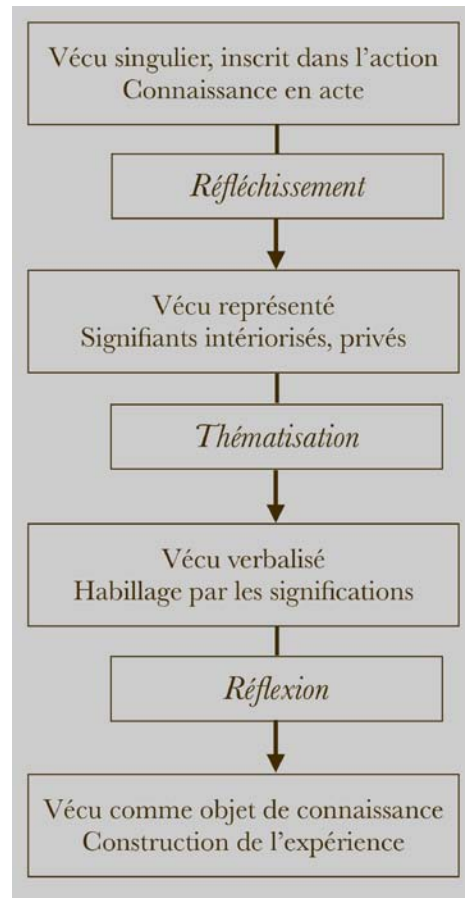 Vécu singulier, inscrit dans l’action
Connaissance en acte
Réfléchissement
Vécu représenté
Signifiants intériorisés, privés
Thématisation
Vécu verbalisé
Habillage par les significations
Réflexion
Vécu comme objet de connaissance
Construction de l’expérience